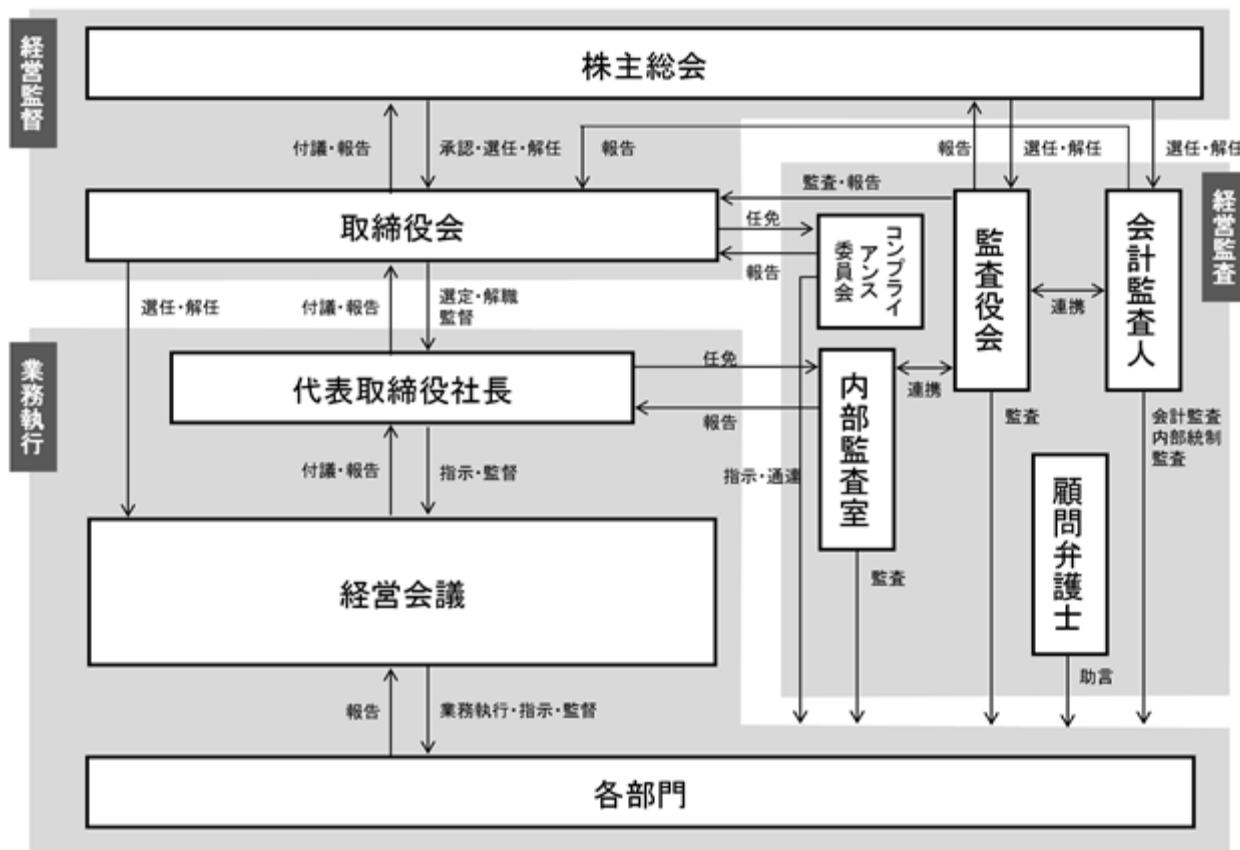 経営監督
株主総会
付議・報告
承認・選任・解任
報告
報告
選任・解任
選任・解任
経営監査
監査・報告
取締役会
任免
報告
コンプライ
アンス
委員会
監査役会
会計監査人
連携
選任・解任
付議・報告
選定・解職
監督
業務執行
代表取締役社長
任免
報告
内部監査室
連携
監査
会計監査
内部統制
監査
付議・報告
指示・監督
指示・通達
顧問弁護士
経営会議
監査
助言
報告
業務執行・指示・監督
各部門